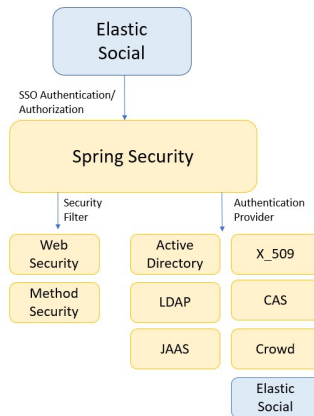 Elastic
Social
SSO Authentication/
Authorization
Spring Security
Security
Filter
Authentication
Provider
Web
Security
Active
Directory
X_509
Method
Security
LDAP
CAS
JAAS
Crowd
Elastic
Social